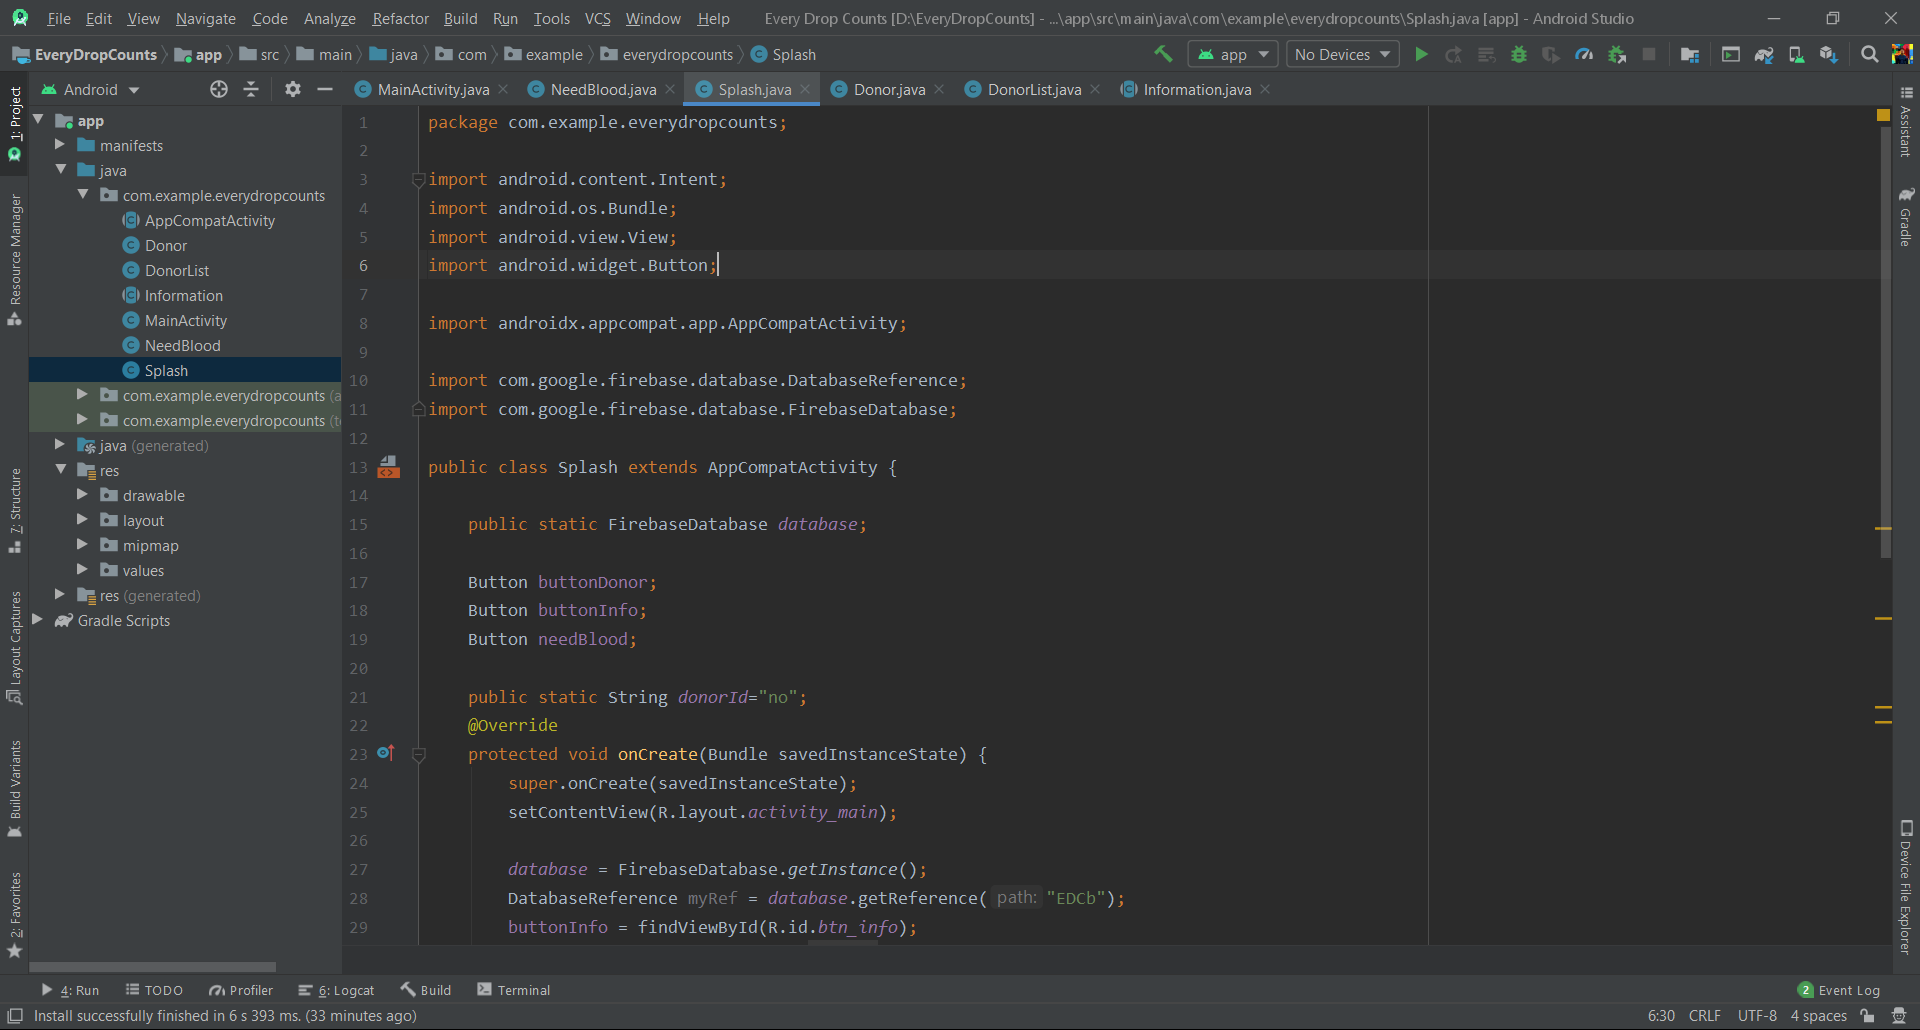 File Edit View Navigate Code Analyze Refactor Build Run Tools VCS Window Help Every Drop Counts [D:\EveryDropCounts] - ...\app\src\main\java\com\example\everydropcounts\Splash.java [app] - Android Studio
EveryDropCounts app src main java com example everydropcounts Splash app No Devices
Android MainActivity.java NeedBlood.java Splash.java Donor.java DonorList.java Information.java
1: Project
Resource Manager
7: Structure
Layout Captures
Build Variants
2: Favorites
app
manifests
java
com.example.everydropcounts
AppCompatActivity
Donor
DonorList
Information
MainActivity
NeedBlood
Splash
com.example.everydropcounts (a
com.example.everydropcounts (t
java (generated)
res
drawable
layout
mipmap
values
res (generated)
Gradle Scripts
1 package com.example.everydropcounts;
2
3 import android.content.Intent;
4 import android.os.Bundle;
5 import android.view.View;
6 import android.widget.Button;
7
8 import androidx.appcompat.app.AppCompatActivity;
9
10 import com.google.firebase.database.DatabaseReference;
11 import com.google.firebase.database.FirebaseDatabase;
12
13 public class Splash extends AppCompatActivity {
14
15 public static FirebaseDatabase database;
16
17 Button buttonDonor;
18 Button buttonInfo;
19 Button needBlood;
20
21 public static String donorId="no";
22 @Override
23 protected void onCreate(Bundle savedInstanceState) {
24 super.onCreate(savedInstanceState);
25 setContentView(R.layout.activity_main);
26
27 database = FirebaseDatabase.getInstance();
28 DatabaseReference myRef = database.getReference( path: "EDCb");
29 buttonInfo = findViewById(R.id.btn_info);
Assistant
Gradle
Device File Explorer
4: Run TODO Profiler 6: Logcat Build Terminal 2 Event Log
Install successfully finished in 6 s 393 ms. (33 minutes ago) 6:30 CRLF UTF-8 4 spaces